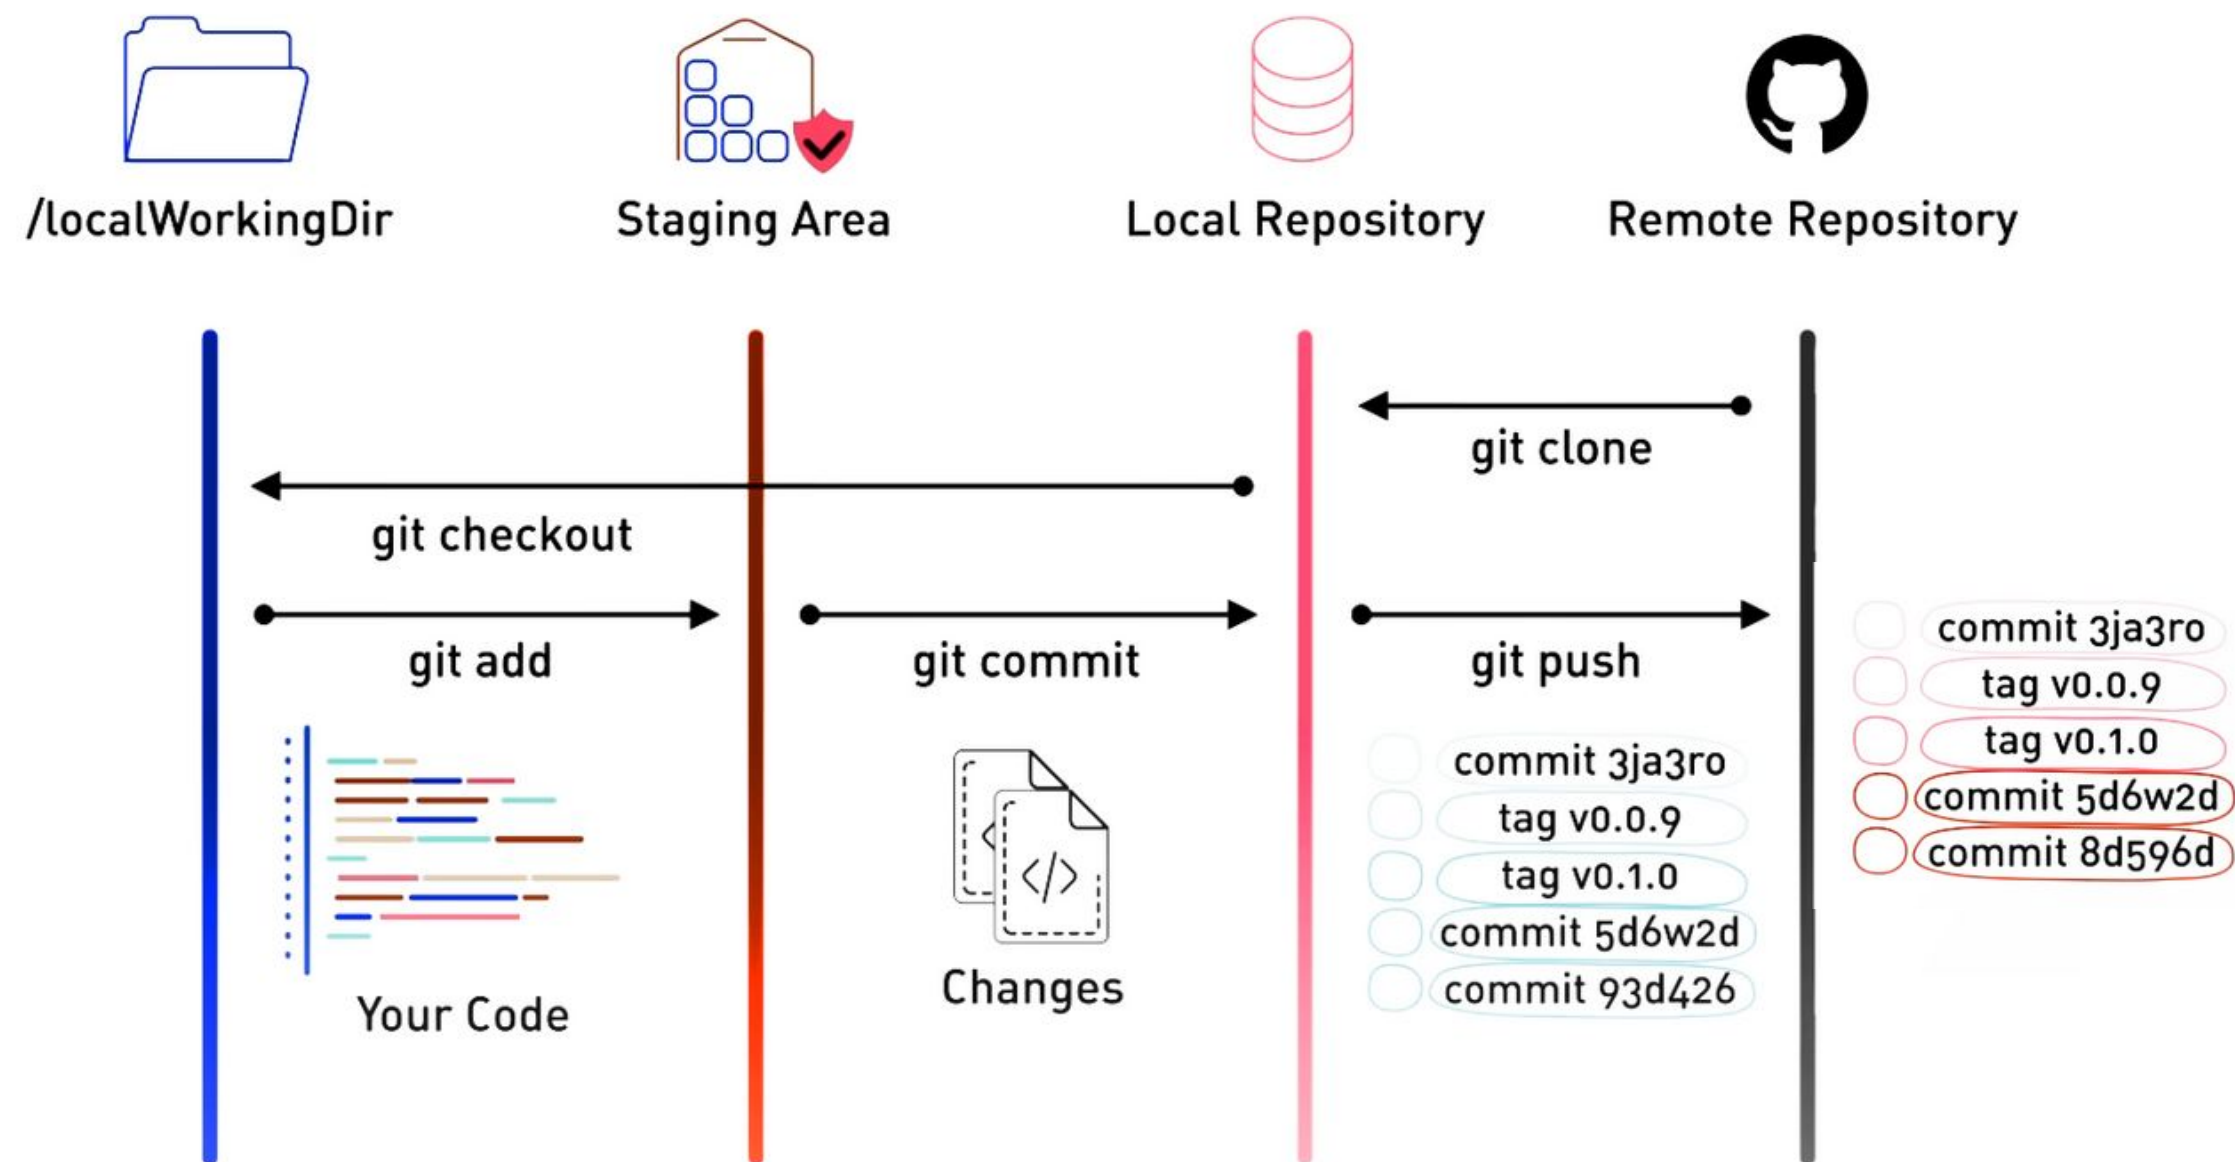 /localWorkingDir
Staging Area
Local Repository
Remote Repository
git clone
git checkout
git add
git commit
git push
Your Code
</>
Changes
commit 3ja3ro
tag v0.0.9
tag v0.1.0
commit 5d6w2d
commit 93d426
commit 3ja3ro
tag v0.0.9
tag v0.1.0
commit 5d6w2d
commit 8d596d